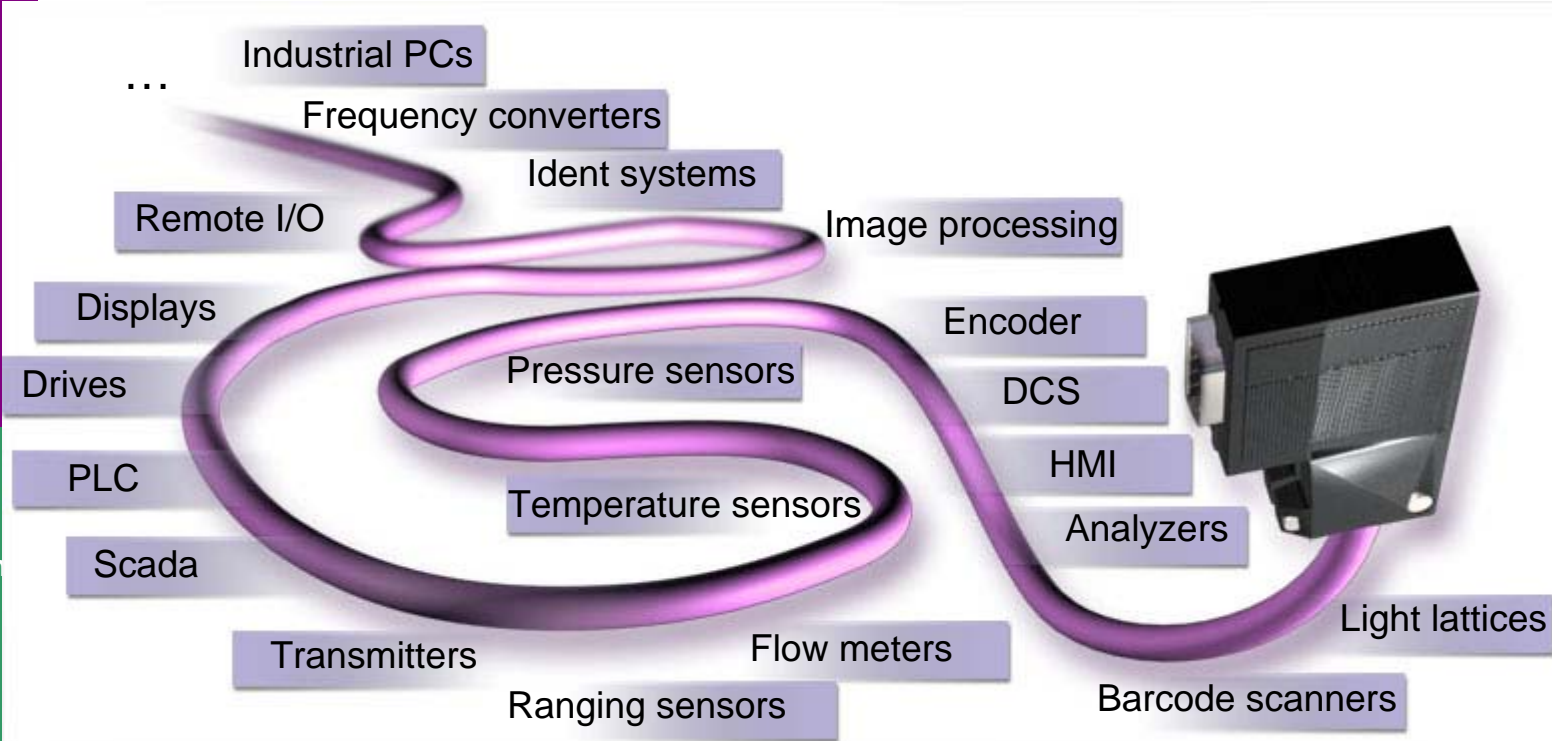 Industrial PCs
...
Frequency converters
Ident systems
Remote I/O
Image processing
Displays
Encoder
Pressure sensors
Drives
DCS
HMI
PLC
Temperature sensors
Analyzers
Scada
Light lattices
Transmitters
Flow meters
Ranging sensors
Barcode scanners